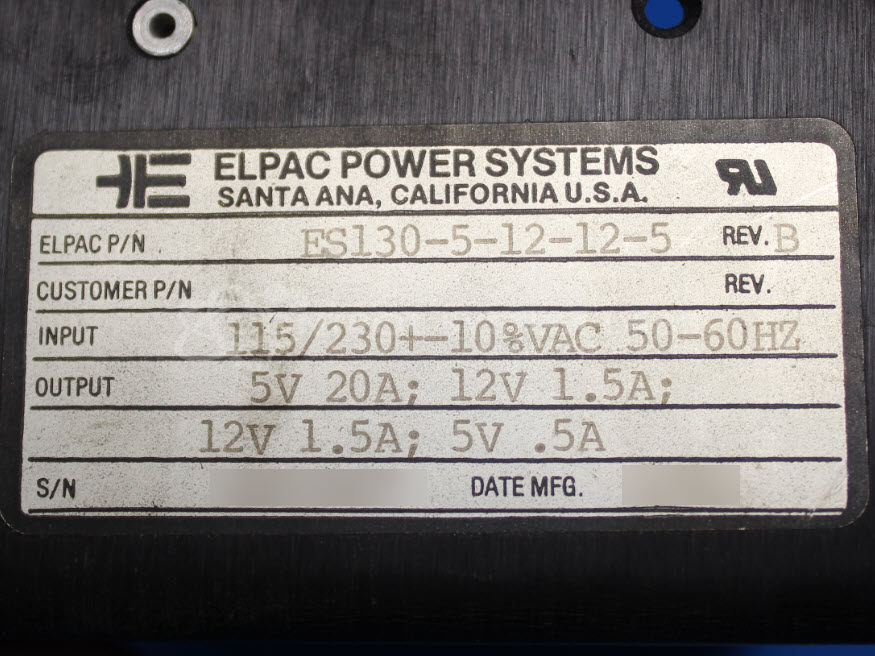 ELPAC POWER SYSTEMS
SANTA ANA, CALIFORNIA U.S.A.
ELPAC P/N ES130-5-12-12-5 REV. B
CUSTOMER P/N REV.
INPUT 115/230+-10%VAC 50-60HZ
OUTPUT 5V 20A; 12V 1.5A;
12V 1.5A; 5V .5A
S/N DATE MFG.